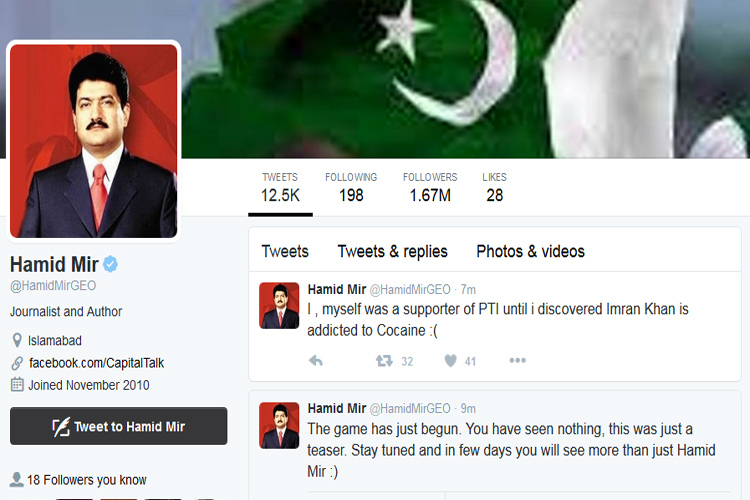 TWEETS FOLLOWING FOLLOWERS LIKES
12.5K 198 1.67M 28
Hamid Mir
@HamidMirGEO
Journalist and Author
Islamabad
facebook.com/CapitalTalk
Joined November 2010
Tweet to Hamid Mir
18 Followers you know
Tweets Tweets & replies Photos & videos
Hamid Mir @HamidMirGEO · 7m
I , myself was a supporter of PTI until i discovered Imran Khan is
addicted to Cocaine :(
32 41
Hamid Mir @HamidMirGEO · 9m
The game has just begun. You have seen nothing, this was just a
teaser. Stay tuned and in few days you will see more than just Hamid
Mir :)